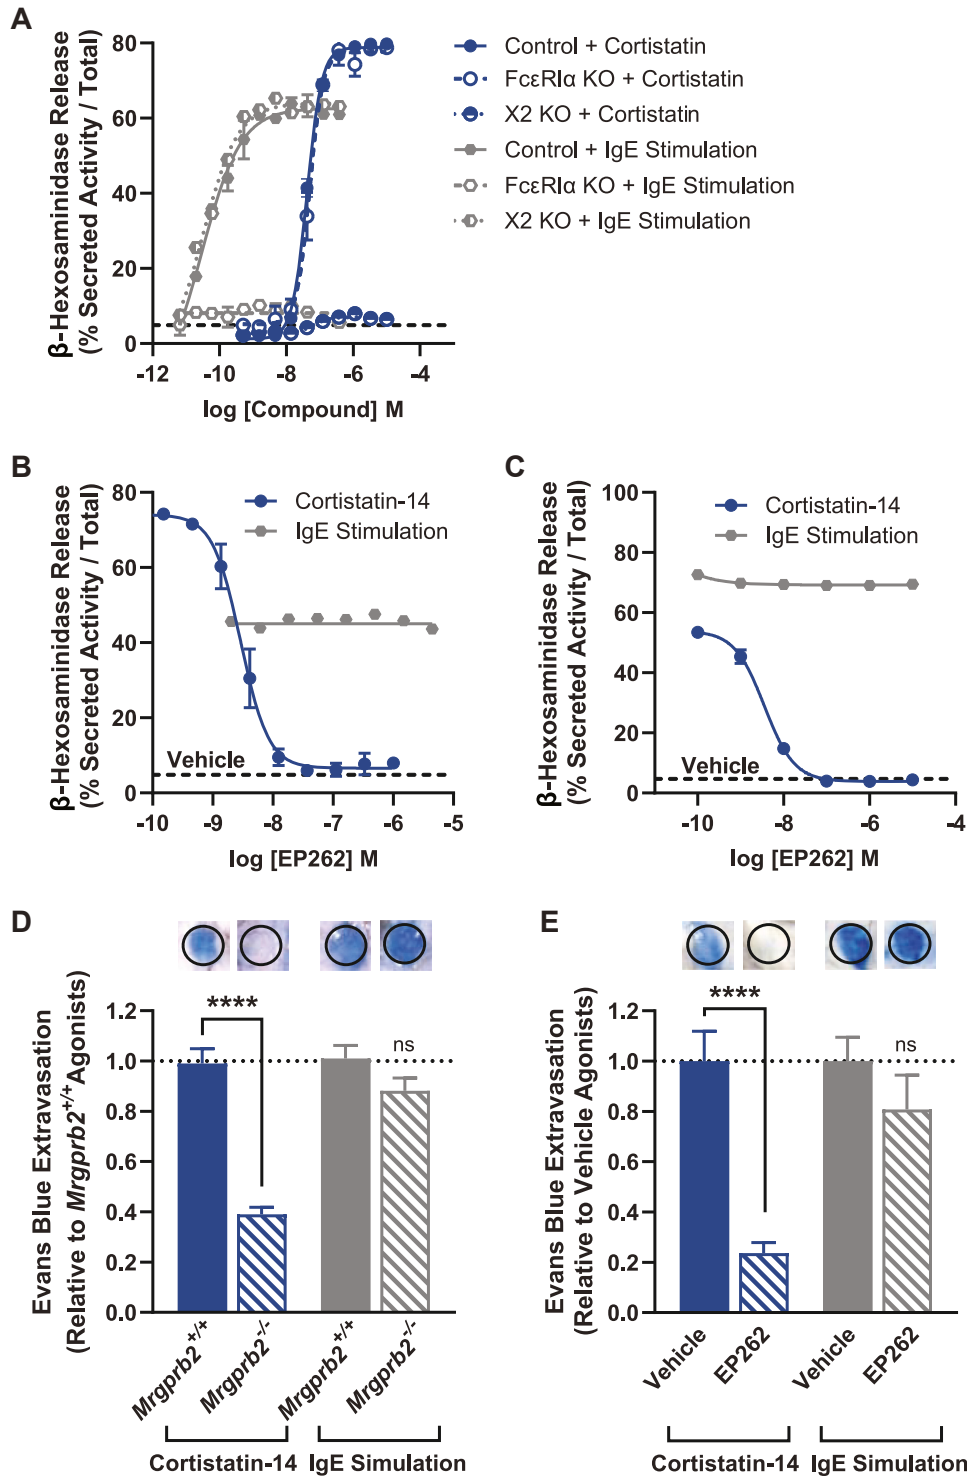 A
β-Hexosaminidase Release
(% Secreted Activity / Total)
80
60
40
20
0
-12
-10
-8
-6
-4
log [Compound] M
Control + Cortistatin
FcεRIα KO + Cortistatin
X2 KO + Cortistatin
Control + IgE Stimulation
FcεRIα KO + IgE Stimulation
X2 KO + IgE Stimulation
B
β-Hexosaminidase Release
(% Secreted Activity / Total)
80
60
40
20
0
Cortistatin-14
IgE Stimulation
Vehicle
-10
-9
-8
-7
-6
-5
log [EP262] M
C
β-Hexosaminidase Release
(% Secreted Activity / Total)
100
80
60
40
20
0
Cortistatin-14
IgE Stimulation
Vehicle
-10
-8
-6
-4
log [EP262] M
D
Evans Blue Extravasation
(Relative to Mrgprb2+/+ Agonists)
1.2
1.0
0.8
0.6
0.4
0.2
0.0
****
ns
Mrgprb2+/+
Mrgprb2-/-
Mrgprb2+/+
Mrgprb2-/-
Cortistatin-14
IgE Simulation
E
Evans Blue Extravasation
(Relative to Vehicle Agonists)
1.2
1.0
0.8
0.6
0.4
0.2
0.0
****
ns
Vehicle
EP262
Vehicle
EP262
Cortistatin-14
IgE Simulation